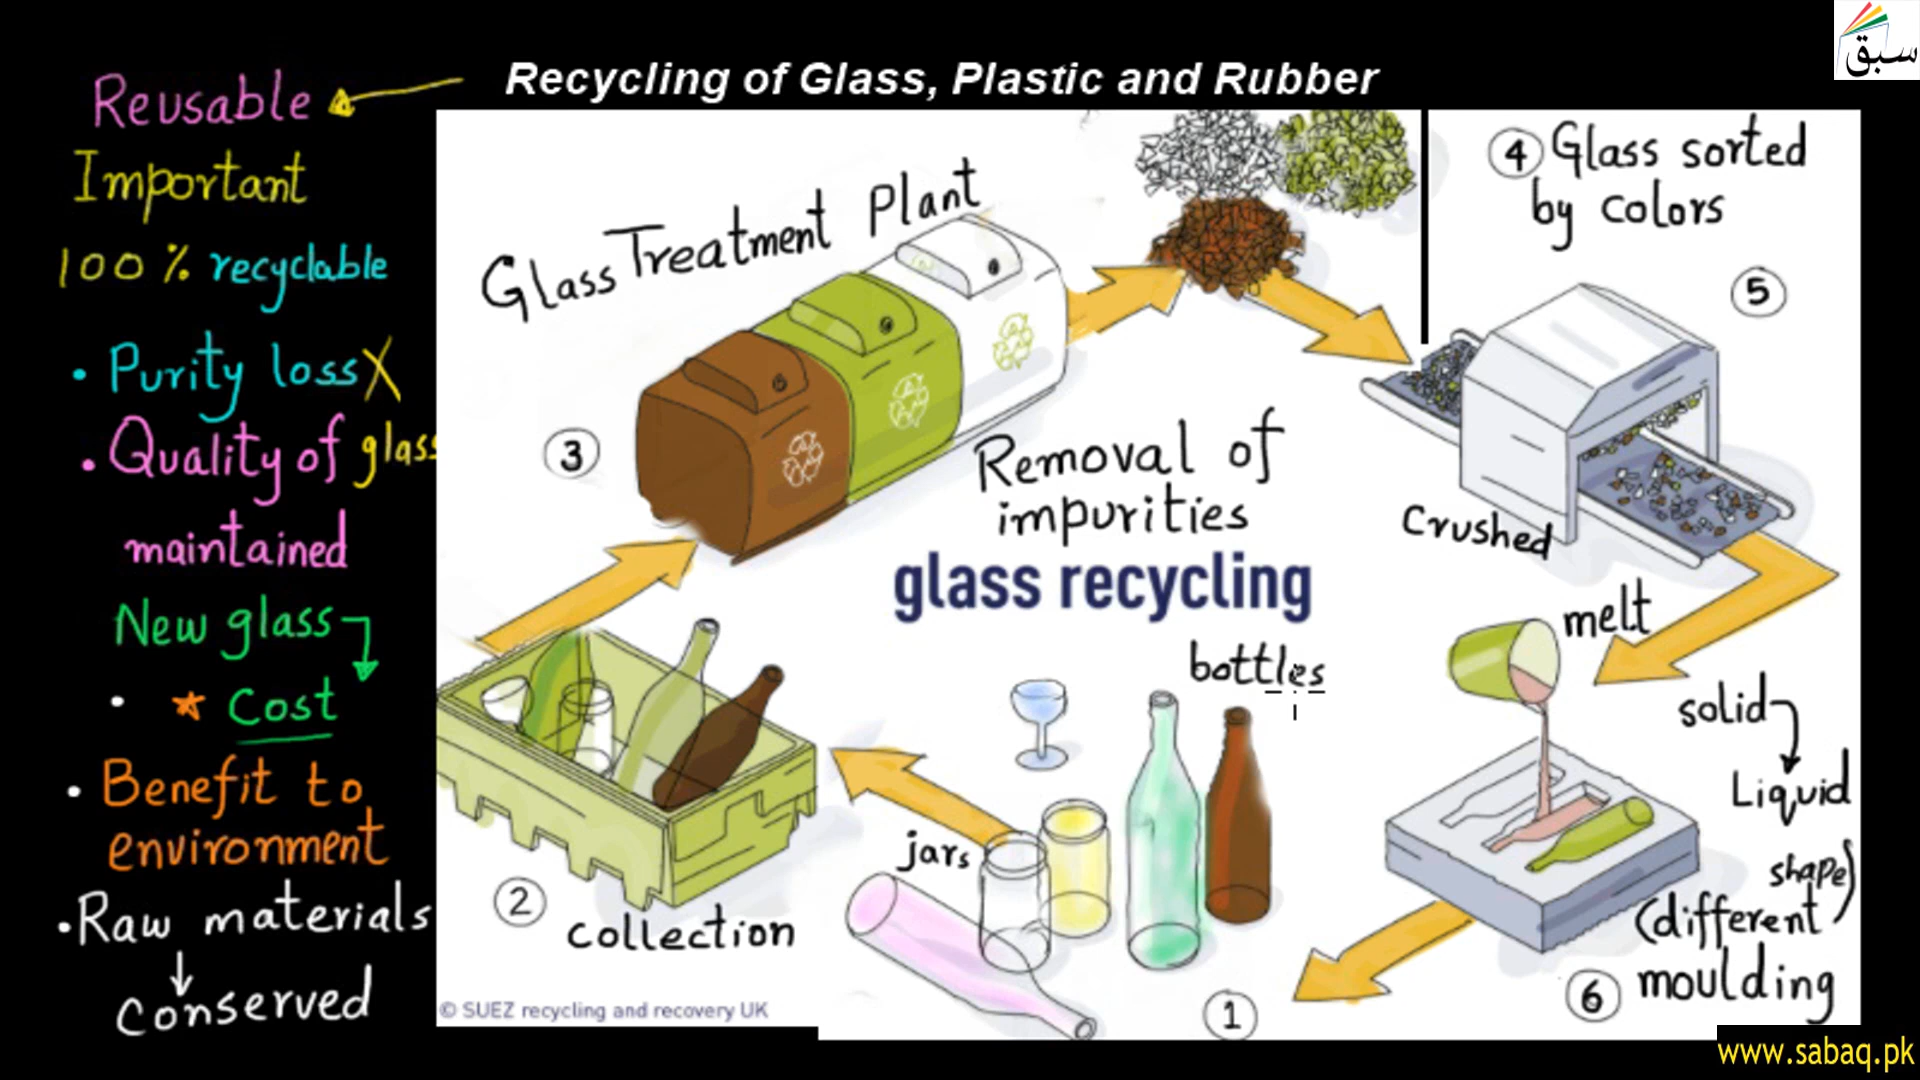 سبق
Recycling of Glass, Plastic and Rubber
Reusable
Important
100 % recyclable
• Purity loss X
• Quality of glass
maintained
New glass
• * Cost
• Benefit to
environment
• Raw materials
Conserved
Glass Treatment Plant
3
4 Glass sorted
by colors
5
Removal of
impurities
Crushed
glass recycling
melt
bottles
solid
Liquid
jars
shape)
(different
2
collection
6 moulding
1
© SUEZ recycling and recovery UK
www.sabaq.pk